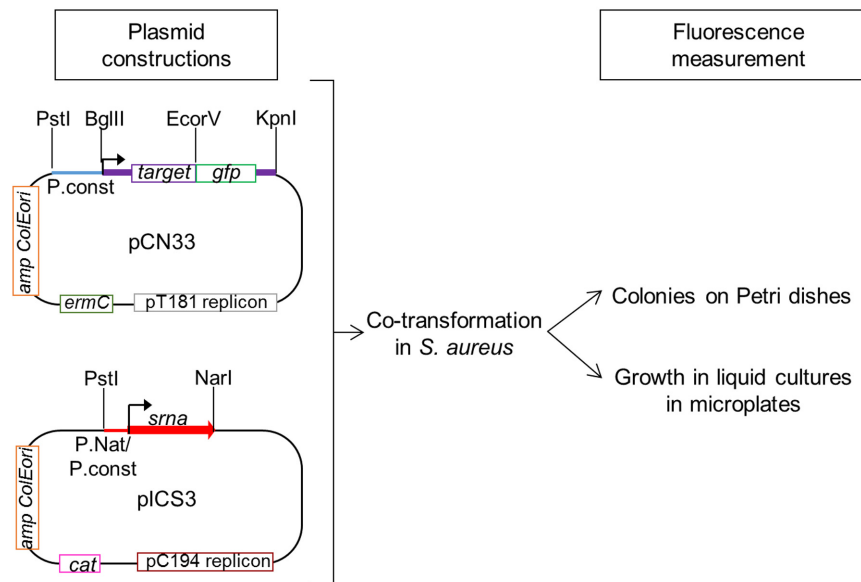 Plasmid
constructions
Fluorescence
measurement
PstI BglII EcorV KpnI
target gfp
P.const
amp ColEori
pCN33
ermC pT181 replicon
Co-transformation
in S. aureus
Colonies on Petri dishes
Growth in liquid cultures
in microplates
PstI NarI
srna
P.Nat/
P.const
amp ColEori
pICS3
cat pC194 replicon